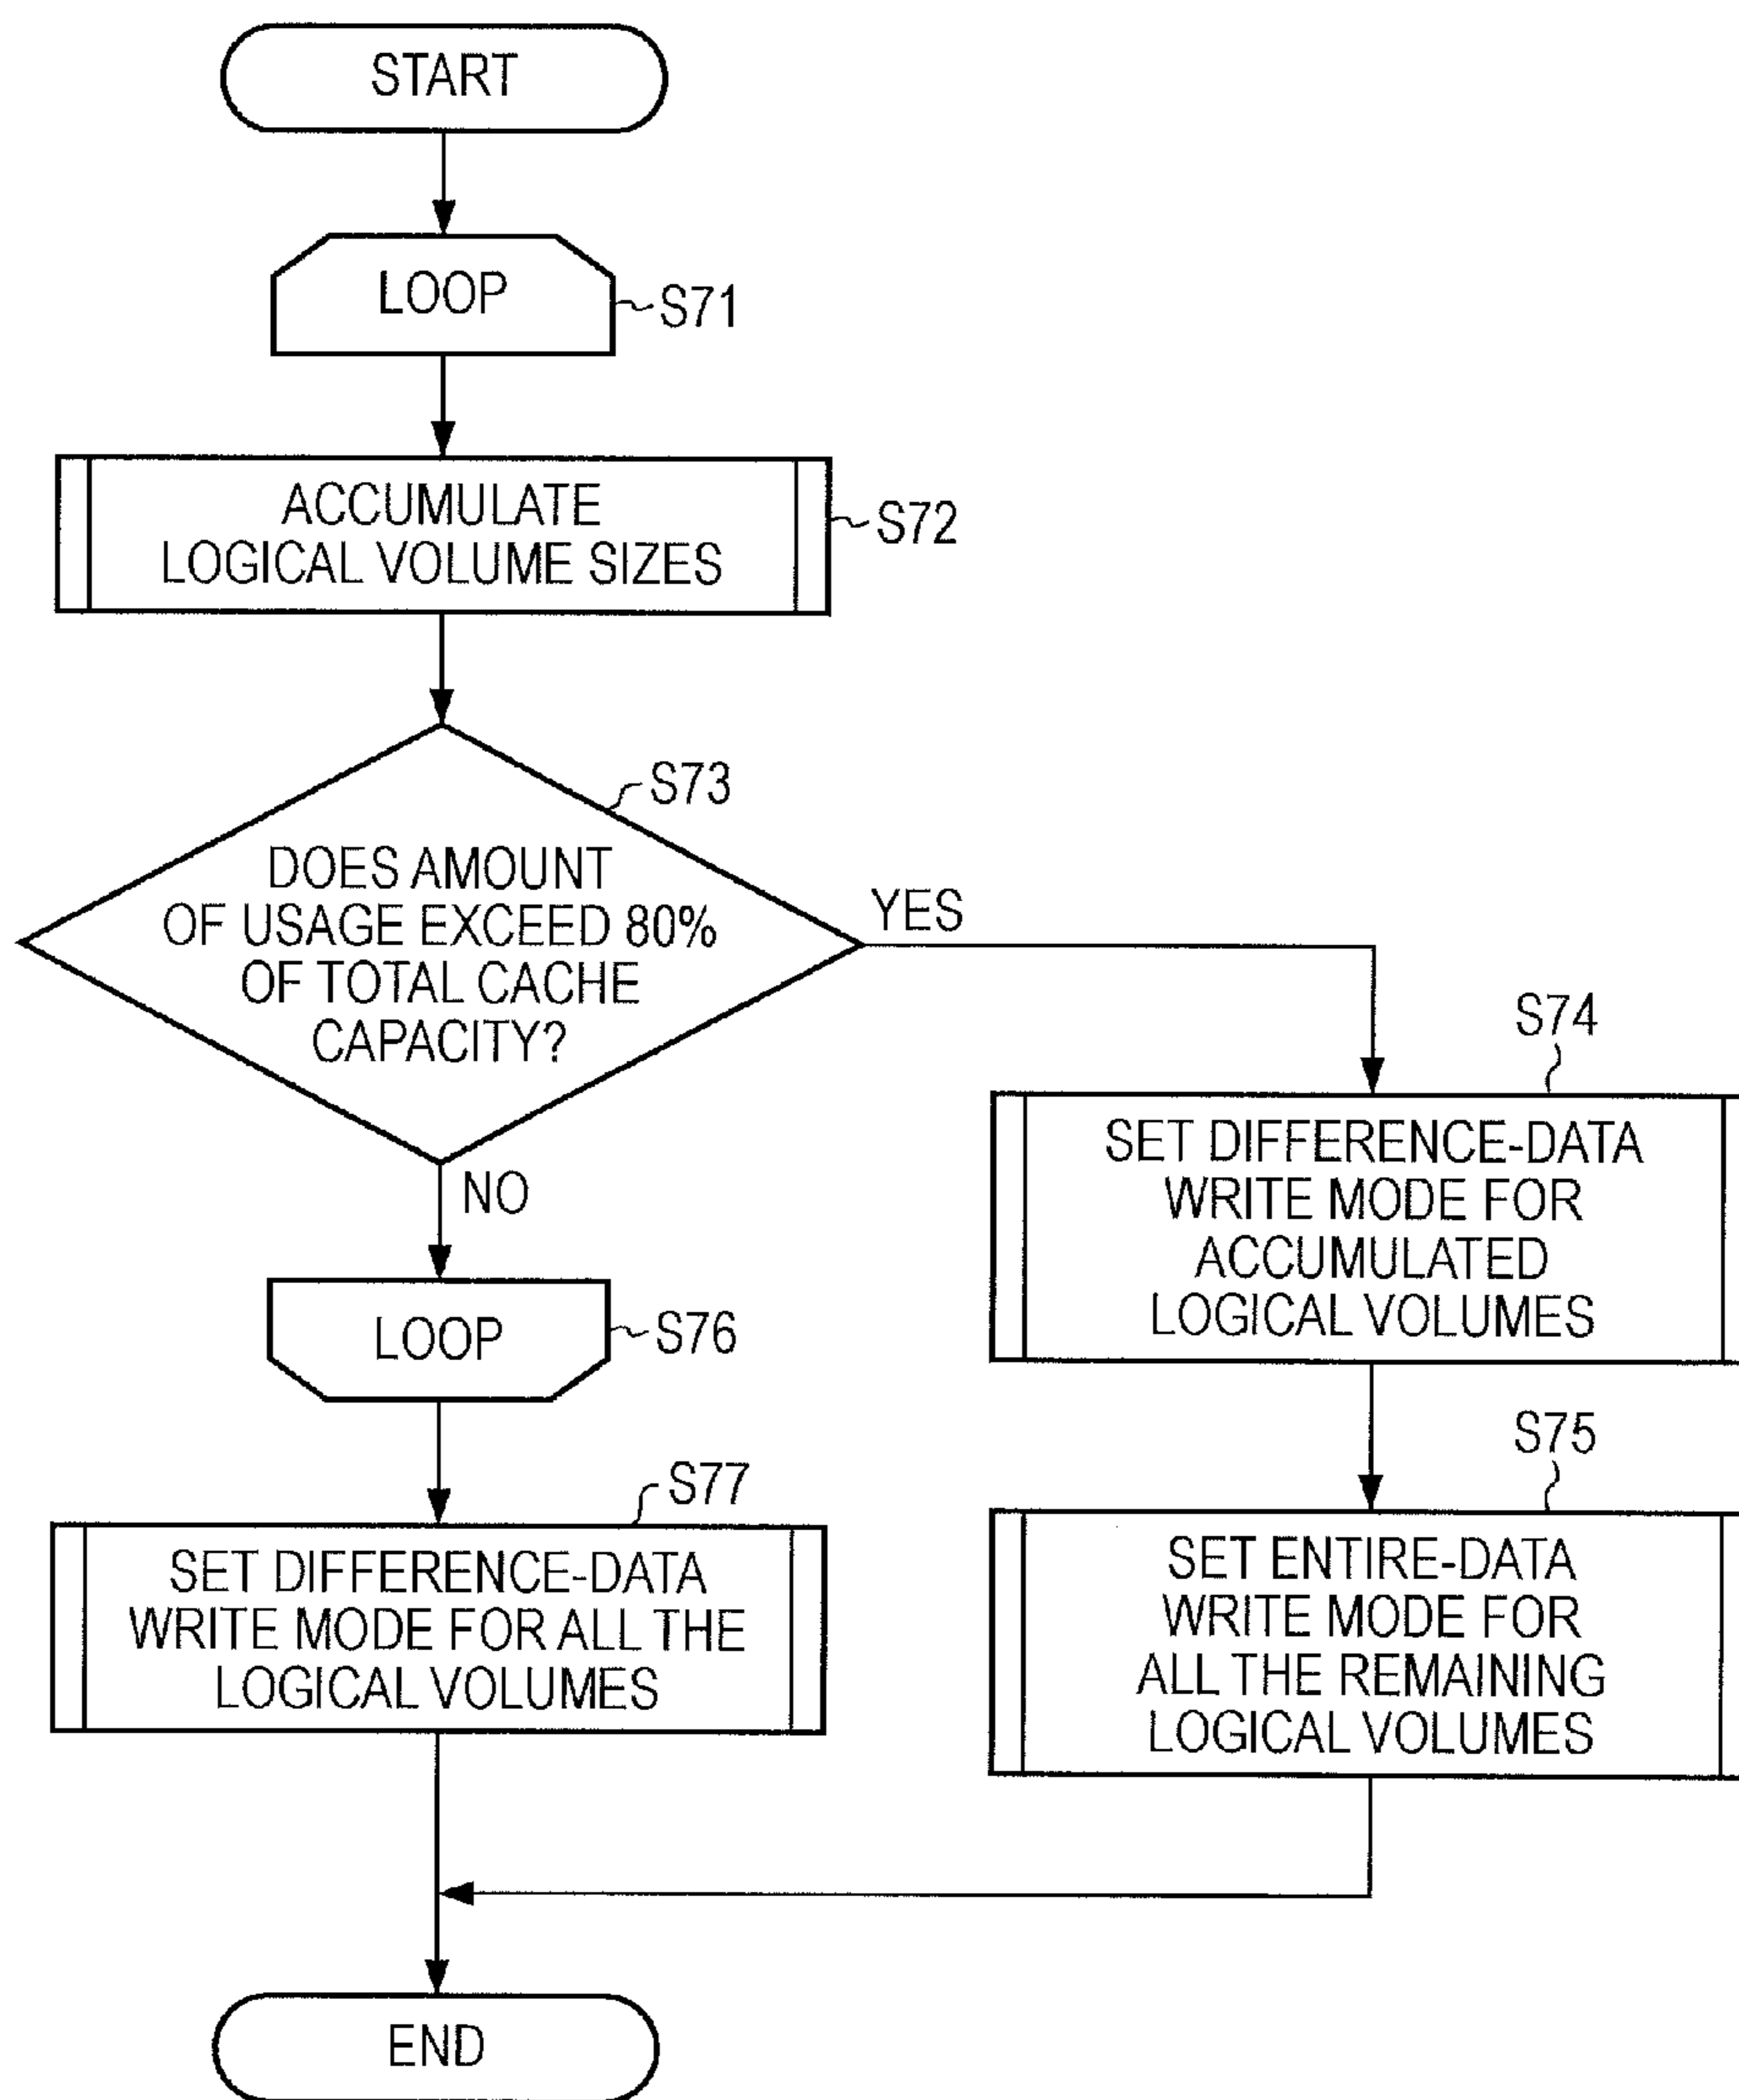 START
LOOP
S71
ACCUMULATE
LOGICAL VOLUME SIZES
S72
S73
DOES AMOUNT
OF USAGE EXCEED 80%
OF TOTAL CACHE
CAPACITY?
YES
NO
S74
SET DIFFERENCE-DATA
WRITE MODE FOR
ACCUMULATED
LOGICAL VOLUMES
LOOP
S76
S75
SET ENTIRE-DATA
WRITE MODE FOR
ALL THE REMAINING
LOGICAL VOLUMES
S77
SET DIFFERENCE-DATA
WRITE MODE FOR ALL THE
LOGICAL VOLUMES
END